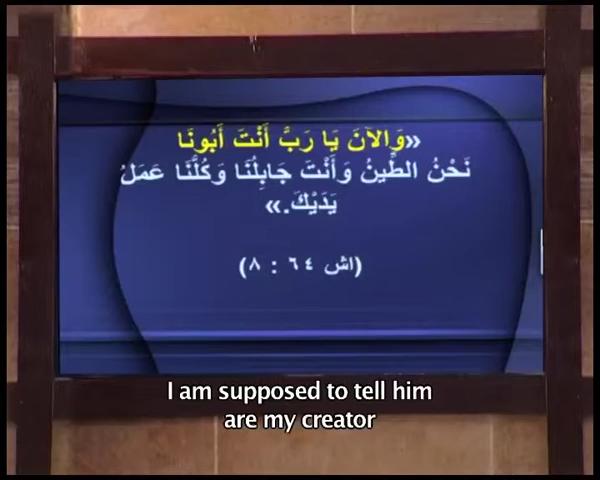 «وَالآنَ يَا رَبَّ أَنْتَ أَبُونَا
نَحْنُ الطِّينُ وَأَنْتَ جَابِلُنَا وَكُلُّنَا عَمَلُ
يَدَيْكَ.»
(اش ٦٤ : ٨)
I am supposed to tell him
are my creator